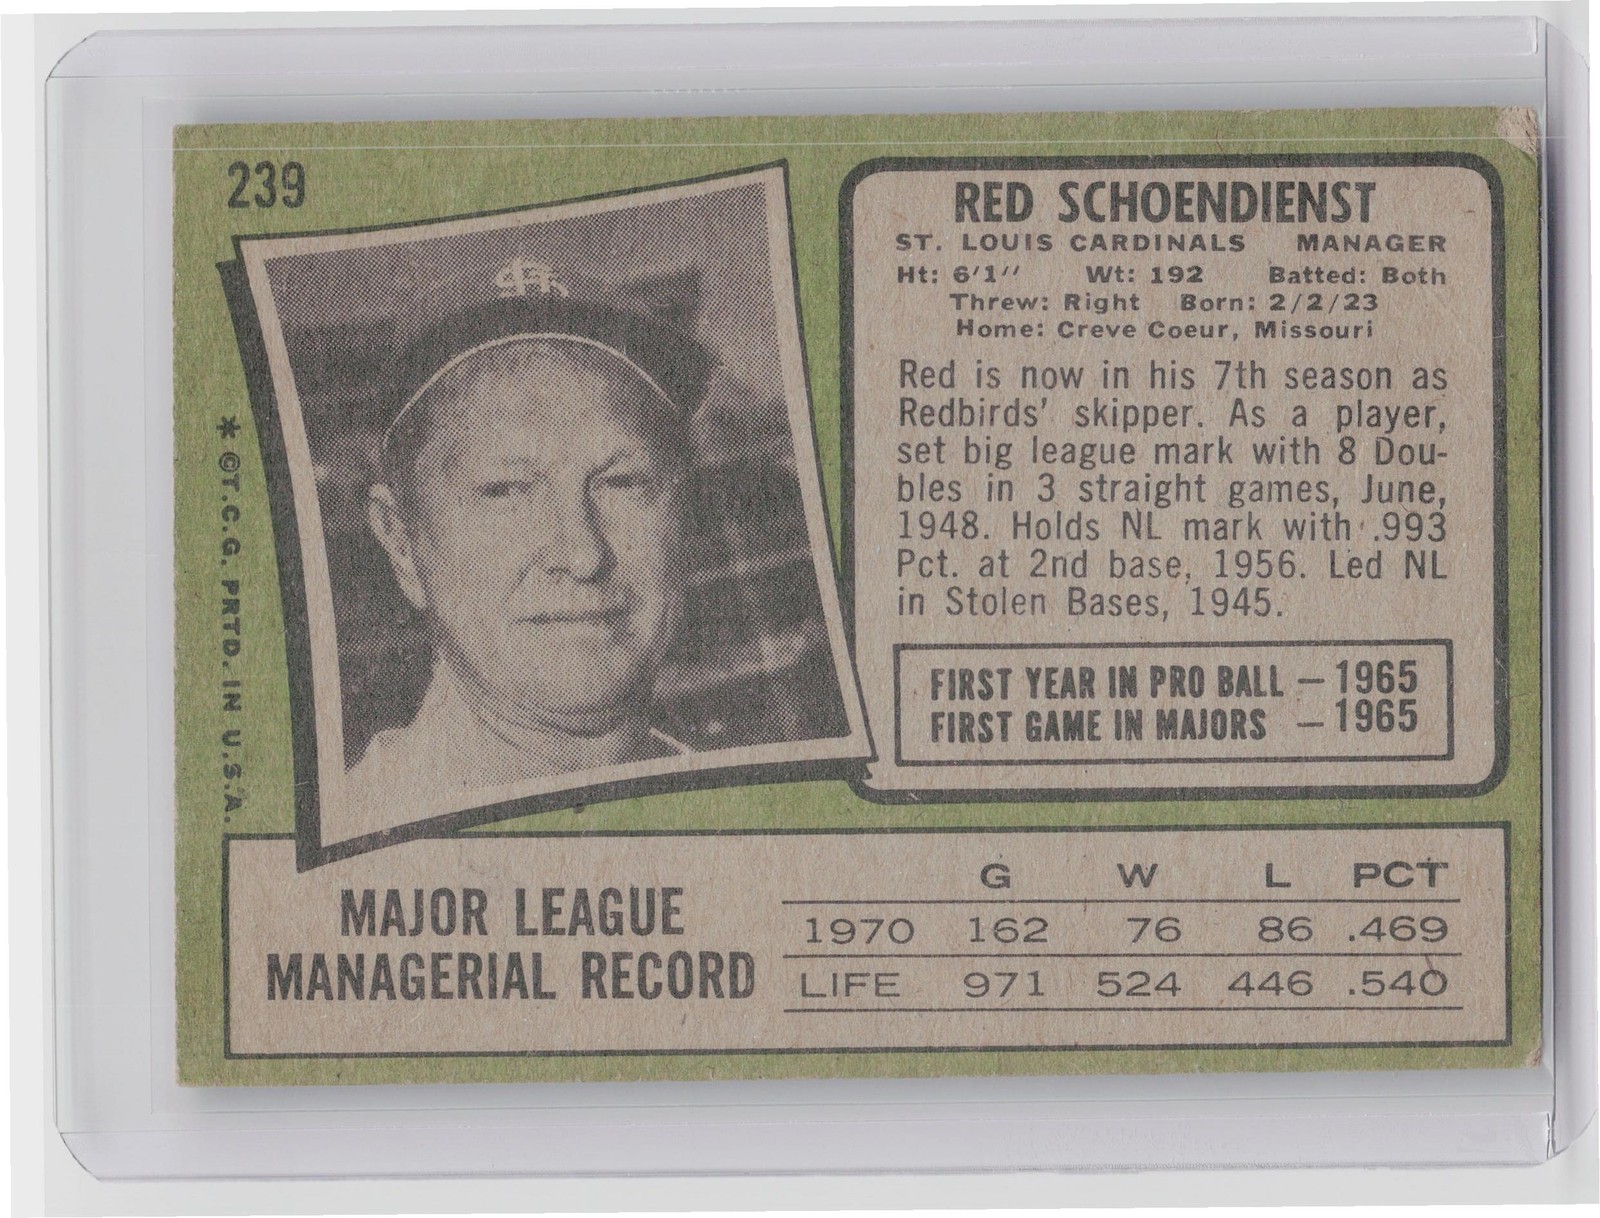 239
RED SCHOENDIENST
ST. LOUIS CARDINALS MANAGER
Ht: 6'1" Wt: 192 Batted: Both
Threw: Right Born: 2/2/23
Home: Creve Coeur, Missouri
Red is now in his 7th season as
Redbirds' skipper. As a player,
set big league mark with 8 Dou-
bles in 3 straight games, June,
1948. Holds NL mark with .993
Pct. at 2nd base, 1956. Led NL
in Stolen Bases, 1945.
FIRST YEAR IN PRO BALL – 1965
FIRST GAME IN MAJORS – 1965
* ©T.C.G. PRTD. IN U.S.A.
MAJOR LEAGUE
MANAGERIAL RECORD
G W L PCT
1970 162 76 86 .469
LIFE 971 524 446 .540